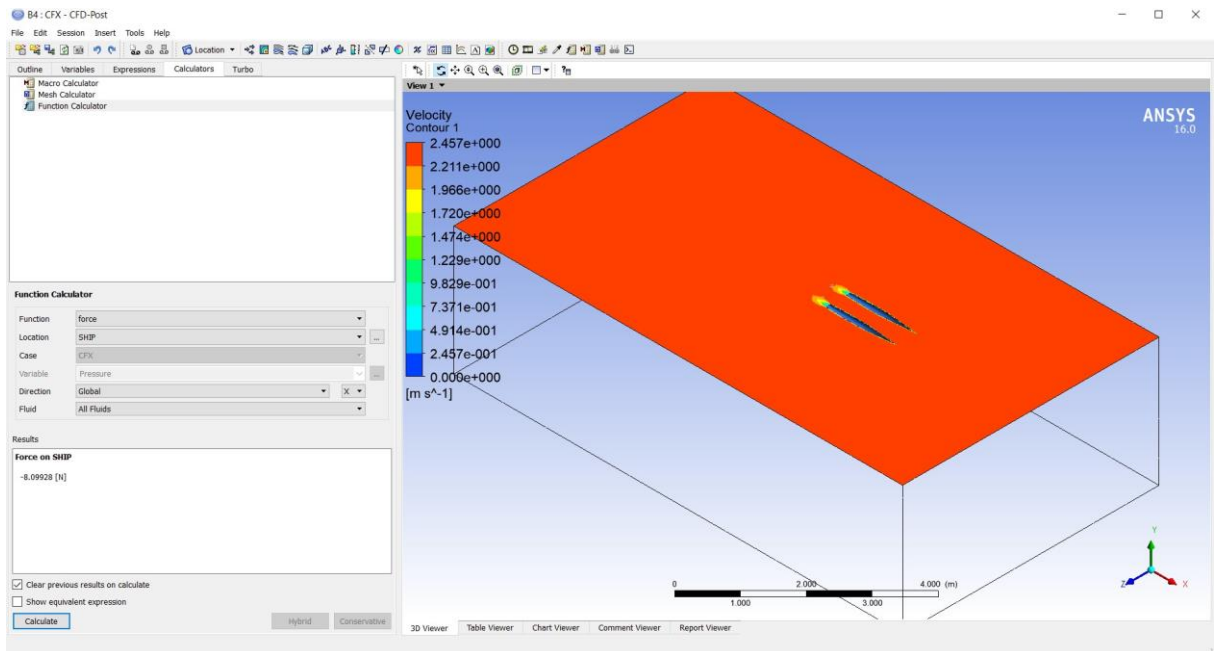 B4 : CFX - CFD-Post
File Edit Session Insert Tools Help
Location
Outline Variables Expressions Calculators Turbo
Macro Calculator
Mesh Calculator
Function Calculator
Function Calculator
Function force
Location SHIP
Case CFX
Variable Pressure
Direction Global X
Fluid All Fluids
Results
Force on SHIP
-8.09928 [N]
Clear previous results on calculate
Show equivalent expression
Calculate Hybrid Conservative
View 1
Velocity
Contour 1
2.457e+000
2.211e+000
1.966e+000
1.720e+000
1.474e+000
1.229e+000
9.829e-001
7.371e-001
4.914e-001
2.457e-001
0.000e+000
[m s^-1]
ANSYS
16.0
0 2.000 4.000 (m)
1.000 3.000
Y
Z X
3D Viewer Table Viewer Chart Viewer Comment Viewer Report Viewer